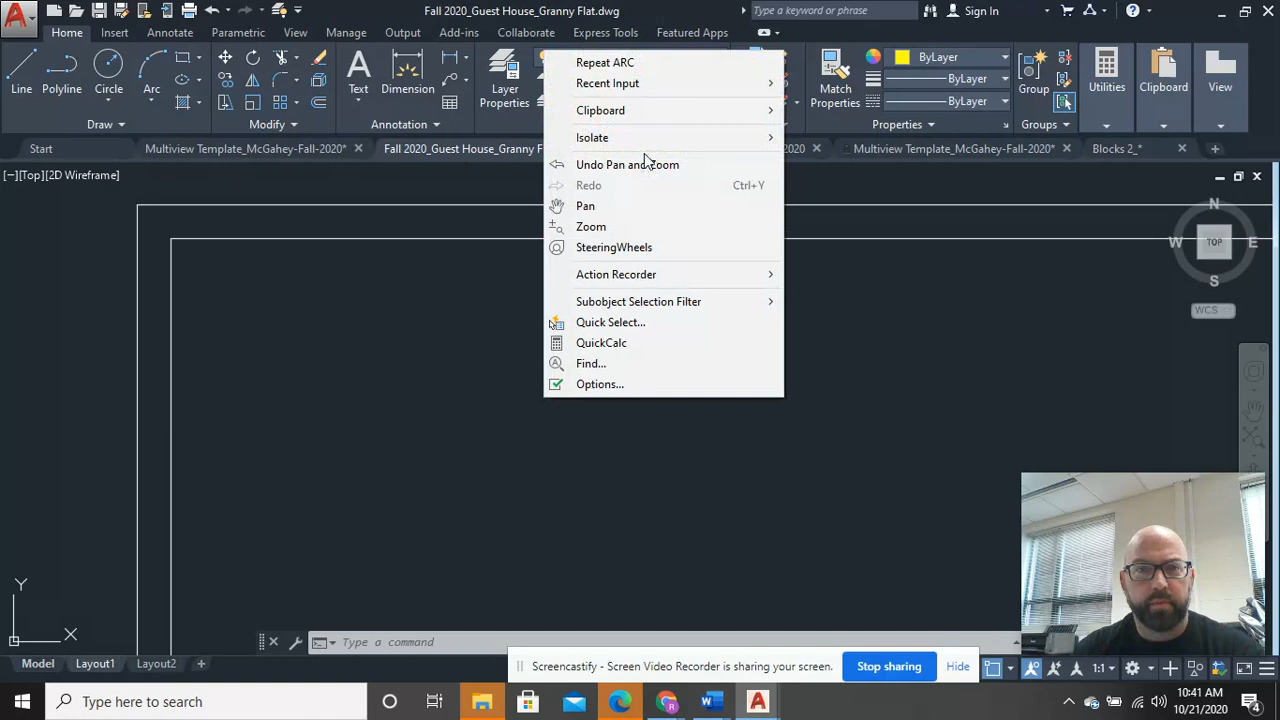 Fall 2020_Guest House_Granny Flat.dwg
Type a keyword or phrase
Sign In
Home Insert Annotate Parametric View Manage Output Add-ins Collaborate Express Tools Featured Apps
Line Polyline Circle Arc
Text Dimension
Layer Properties
Match Properties
ByLayer
ByLayer
ByLayer
Group
Utilities Clipboard View
Draw Modify Annotation Properties Groups
Start Multiview Template_McGahey-Fall-2020* Fall 2020_Guest House_Granny F 2020 Multiview Template_McGahey-Fall-2020* Blocks 2_*
[-][Top][2D Wireframe]
Repeat ARC
Recent Input
Clipboard
Isolate
Undo Pan and Zoom
Redo Ctrl+Y
Pan
Zoom
SteeringWheels
Action Recorder
Subobject Selection Filter
Quick Select...
QuickCalc
Find...
Options...
N
W TOP E
S
WCS
Y
X
Type a command
Model Layout1 Layout2
Screencastify - Screen Video Recorder is sharing your screen. Stop sharing Hide
1:1
Type here to search
10:41 AM
10/21/2020
4